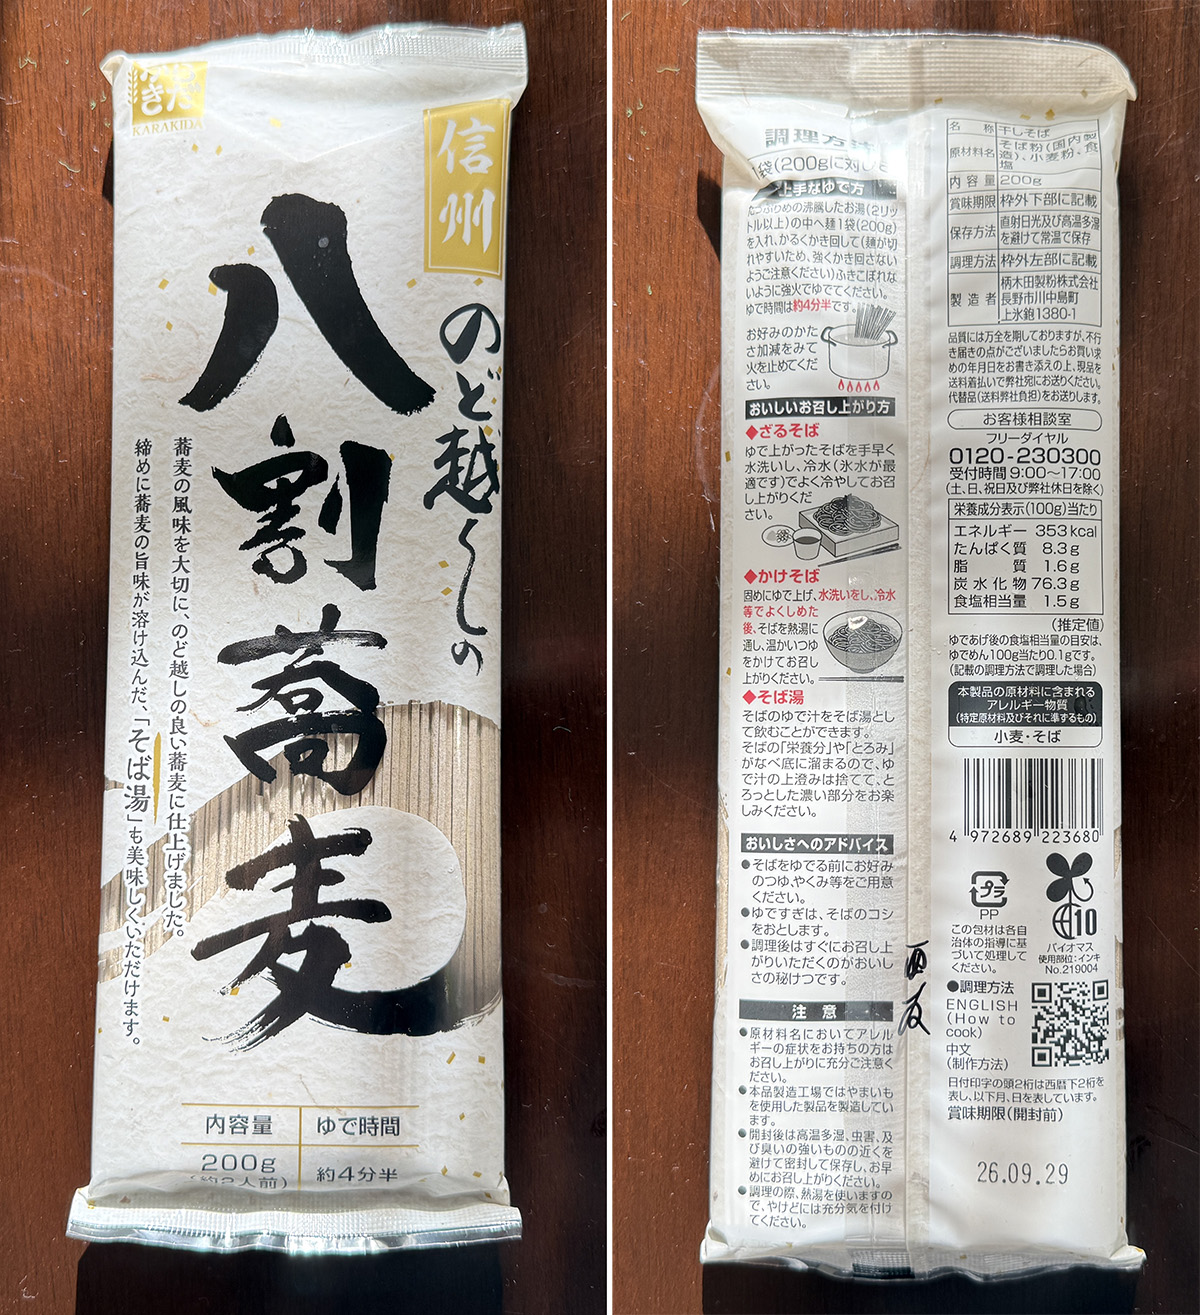 からきだ
KARAKIDA
信州
のど越しの
八割蕎麦
蕎麦の風味を大切に、のど越しの良い蕎麦に仕上げました。
締めに蕎麦の旨味が溶け込んだ、「そば湯」も美味しくいただけます。
内容量
ゆで時間
200g
(約2人前)
約4分半
調理方法
1袋(200gに対し
上手なゆで方
たっぷりめの沸騰したお湯(2リッ
トル以上)の中へ麺1袋(200g)
を入れ、かるくかき回して(麺が切
れやすいため、強くかき回さない
ようご注意ください)ふきこぼれな
いように強火でゆでてください。
ゆで時間は約4分半です。
お好みのかた
さ加減をみて
火を止めてくだ
さい。
おいしいお召し上がり方
◆ざるそば
ゆで上がったそばを手早く
水洗いし、冷水(氷水が最
適です)でよく冷やしてお召
し上がりくだ
さい。
◆かけそば
固めにゆで上げ、水洗いをし、冷水
等でよくしめた
後、そばを熱湯に
通し、温かいつゆ
をかけてお召し
上がりください。
◆そば湯
そばのゆで汁をそば湯とし
て飲むことができます。
そばの「栄養分」や「とろみ」
がなべ底に溜まるので、ゆ
で汁の上澄みは捨てて、と
ろっとした濃い部分をお楽
しみください。
おいしさへのアドバイス
●そばをゆでる前にお好み
のつゆ、やくみ等をご用意
ください。
●ゆですぎは、そばのコシ
をおとします。
●調理後はすぐにお召し上
がりいただくのがおいし
さの秘けつです。
注意
●原材料名においてアレル
ギーの症状をお持ちの方は
お召し上がりに充分ご注意く
ださい。
●本品製造工場ではやまいも
を使用した製品を製造してい
ます。
●開封後は高温多湿、虫害、及
び臭いの強いものの近くを
避けて密封して保存し、お早
めにお召し上がりください。
●調理の際、熱湯を使いますの
で、やけどには充分気を付け
てください。
名称 干しそば
原材料名 そば粉(国内製
造)、小麦粉、食
塩
内容量 200g
賞味期限 枠外下部に記載
保存方法 直射日光及び高温多湿
を避けて常温で保存
調理方法 枠外左部に記載
製造者 柄木田製粉株式会社
長野市川中島町
上氷鉋1380-1
品質には万全を期しておりますが、不行
き届きの点がございましたらお買い求
めの年月日をお書き添えの上、現品を
送料着払いで弊社宛にお送りください。
代替品(送料弊社負担)をお送りします。
お客様相談室
フリーダイヤル
0120-230300
受付時間 9:00〜17:00
(土、日、祝日及び弊社休日を除く)
栄養成分表示(100g)当たり
エネルギー 353kcal
たんぱく質 8.3g
脂質 1.6g
炭水化物 76.3g
食塩相当量 1.5g
(推定値)
ゆであげ後の食塩相当量の目安は、
ゆでめん100g当たり0.1gです。
(記載の調理方法で調理した場合)
本製品の原材料に含まれる
アレルギー物質
(特定原材料及びそれに準ずるもの)
小麦・そば
4 972689 223680
プラ
PP
この包材は各自
治体の指導に基
づいて処理して
ください。
10
バイオマス
使用部位:インキ
No.219004
●調理方法
ENGLISH
(How to
cook)
中文
(制作方法)
日付印字の頭2桁は西暦下2桁を
表し、以下月、日を表しています。
賞味期限(開封前)
26.09.29